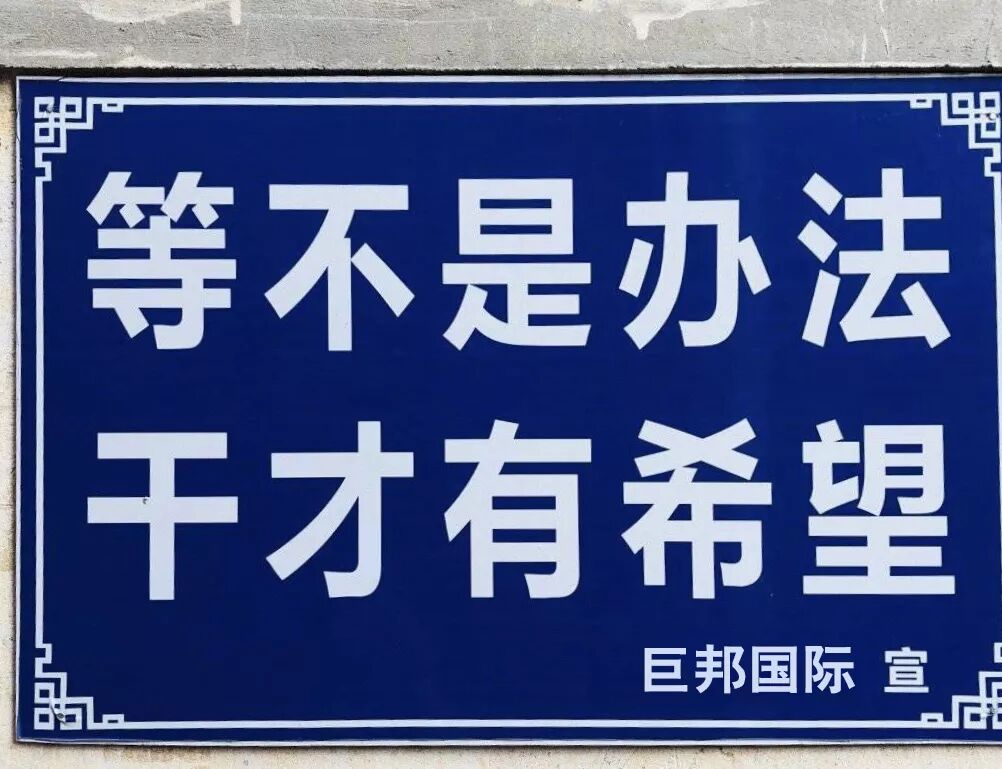 等不是办法
干才有希望
巨邦国际 宣